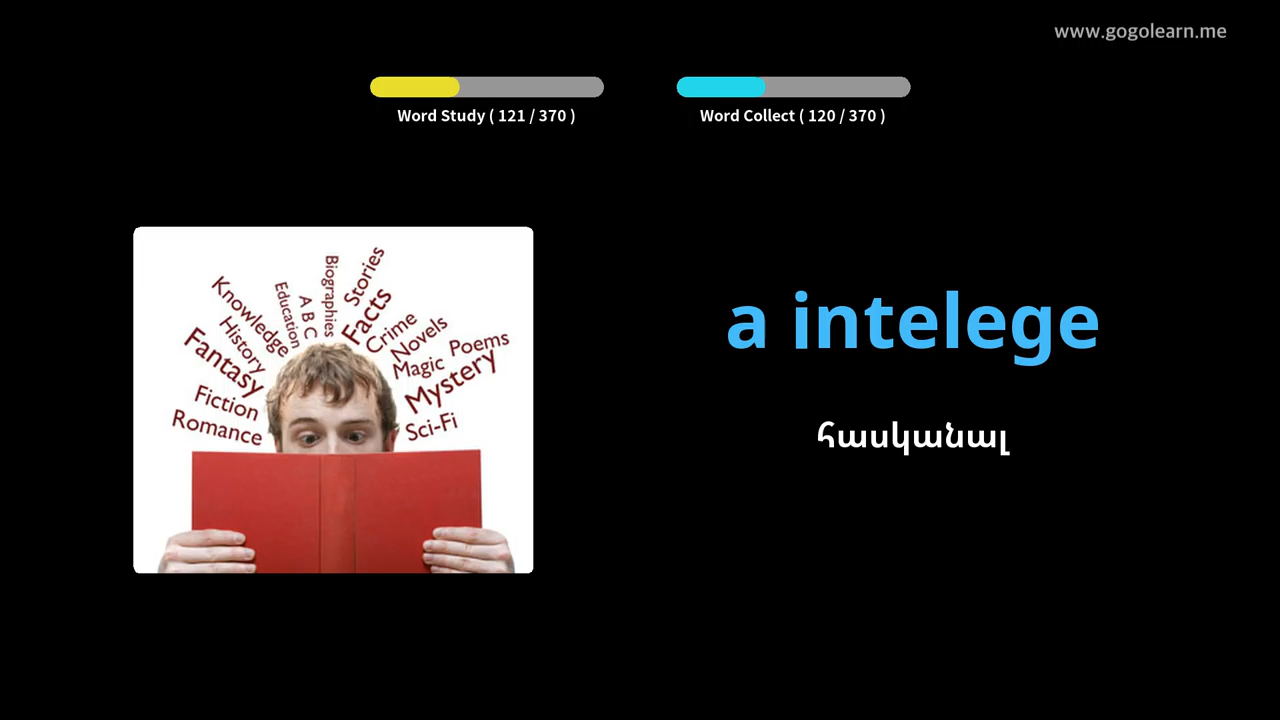 www.gogolearn.me
Word Study ( 121 / 370 )
Word Collect ( 120 / 370 )
a intelege
հասկանալ
Romance
Fiction
Fantasy
History
Knowledge
Education
A B C
Biographies
Stories
Facts
Crime
Novels
Magic
Poems
Mystery
Sci-Fi